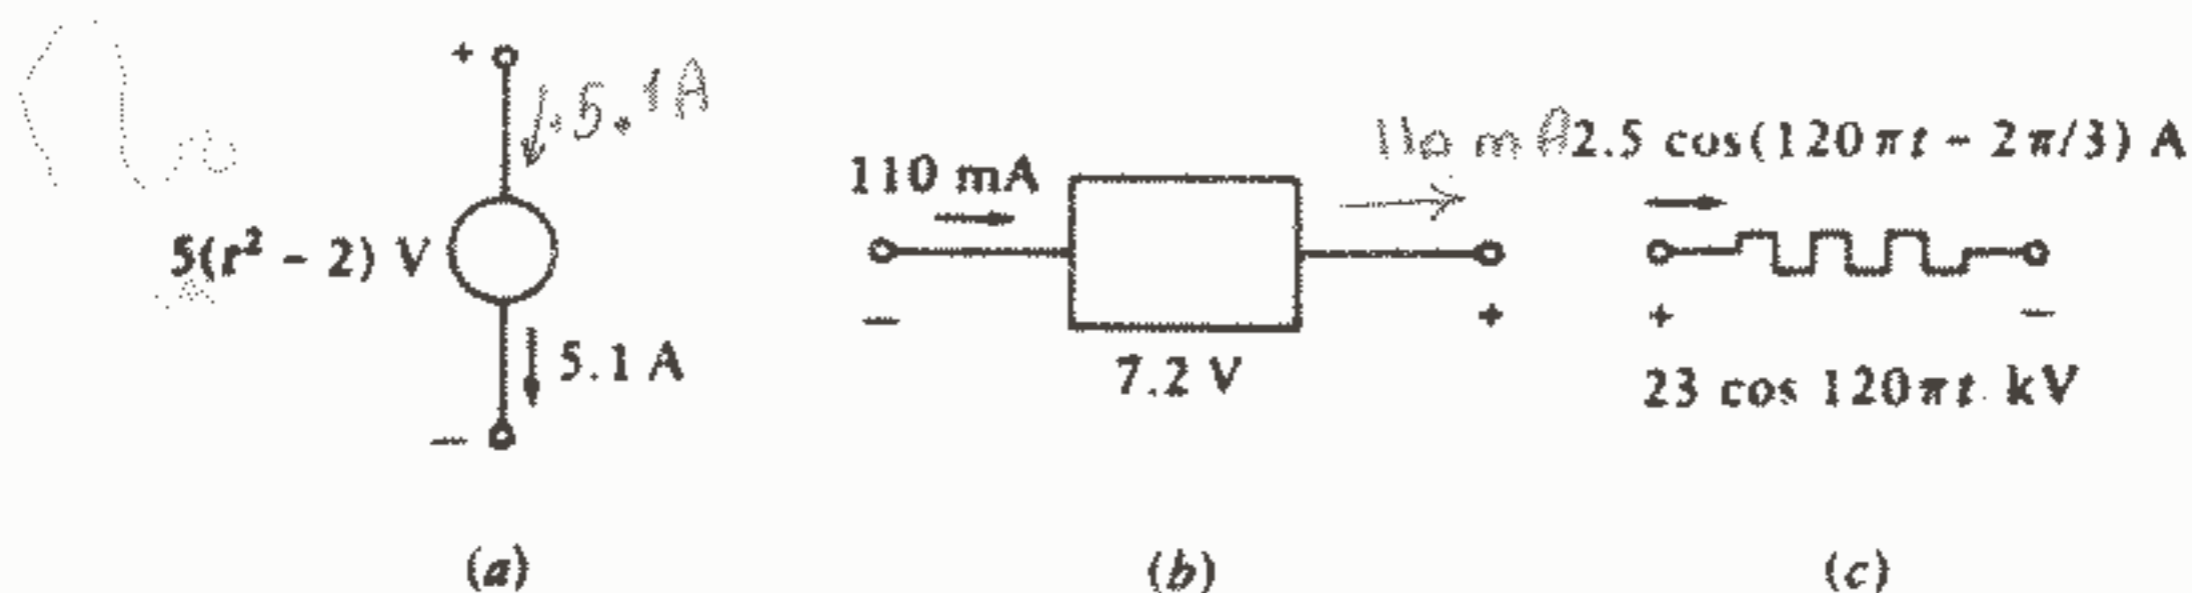 +
.5.1A
5(t² – 2) V
5.1 A
–
(a)
110 mA
110 mA
–
+
7.2 V
(b)
2.5 cos(120πt – 2π/3) A
+
–
23 cos 120πt kV
(c)